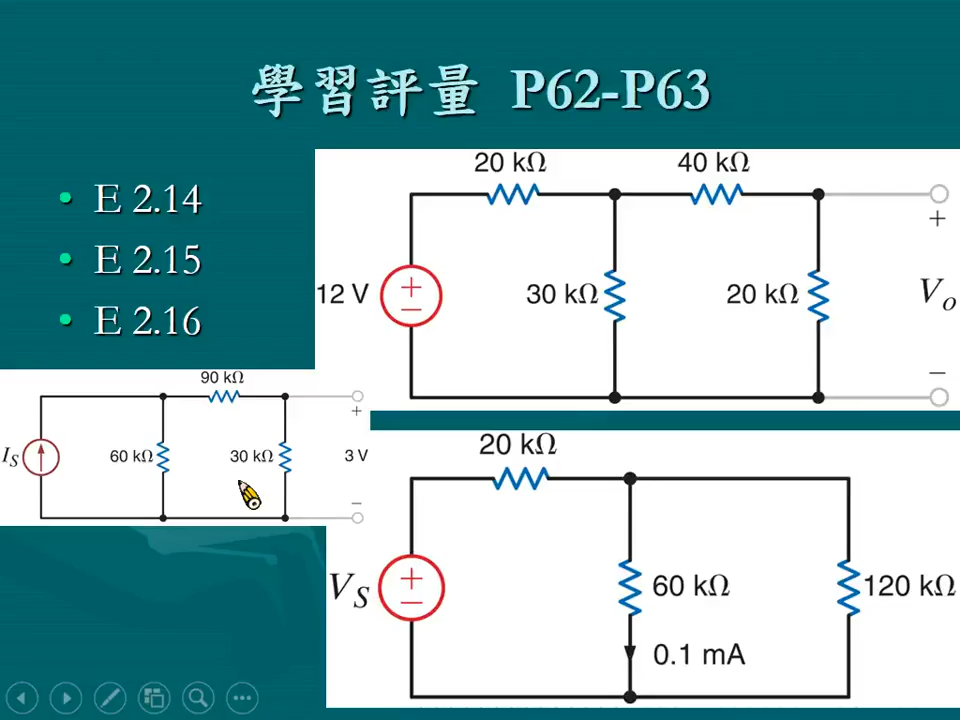 學習評量 P62-P63
• E 2.14
• E 2.15
• E 2.16
20 kΩ 40 kΩ
+
12 V + − 30 kΩ 20 kΩ Vo
−
90 kΩ
+
IS 60 kΩ 30 kΩ 3 V
−
20 kΩ
VS + − 60 kΩ 120 kΩ
0.1 mA